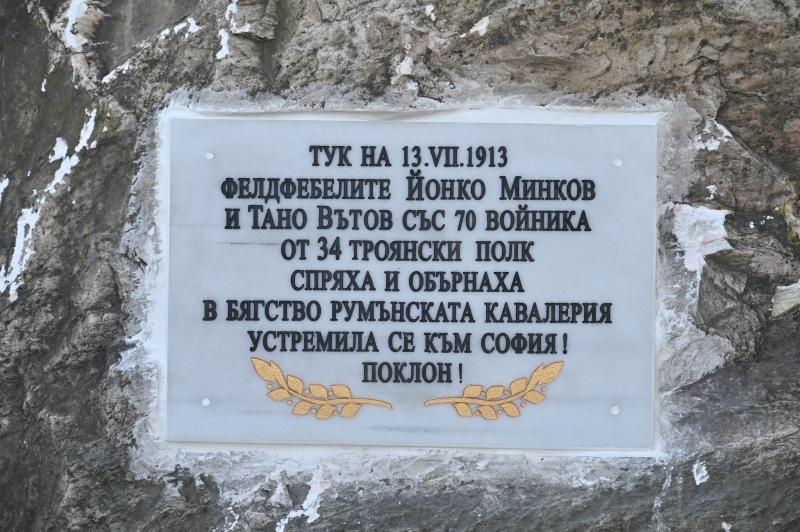 ТУК НА 13.VII.1913
ФЕЛДФЕБЕЛИТЕ ЙОНКО МИНКОВ
И ТАНО ВЪТОВ СЪС 70 ВОЙНИКА
ОТ 34 ТРОЯНСКИ ПОЛК
СПРЯХА И ОБЪРНАХА
В БЯГСТВО РУМЪНСКАТА КАВАЛЕРИЯ
УСТРЕМИЛА СЕ КЪМ СОФИЯ!
ПОКЛОН!